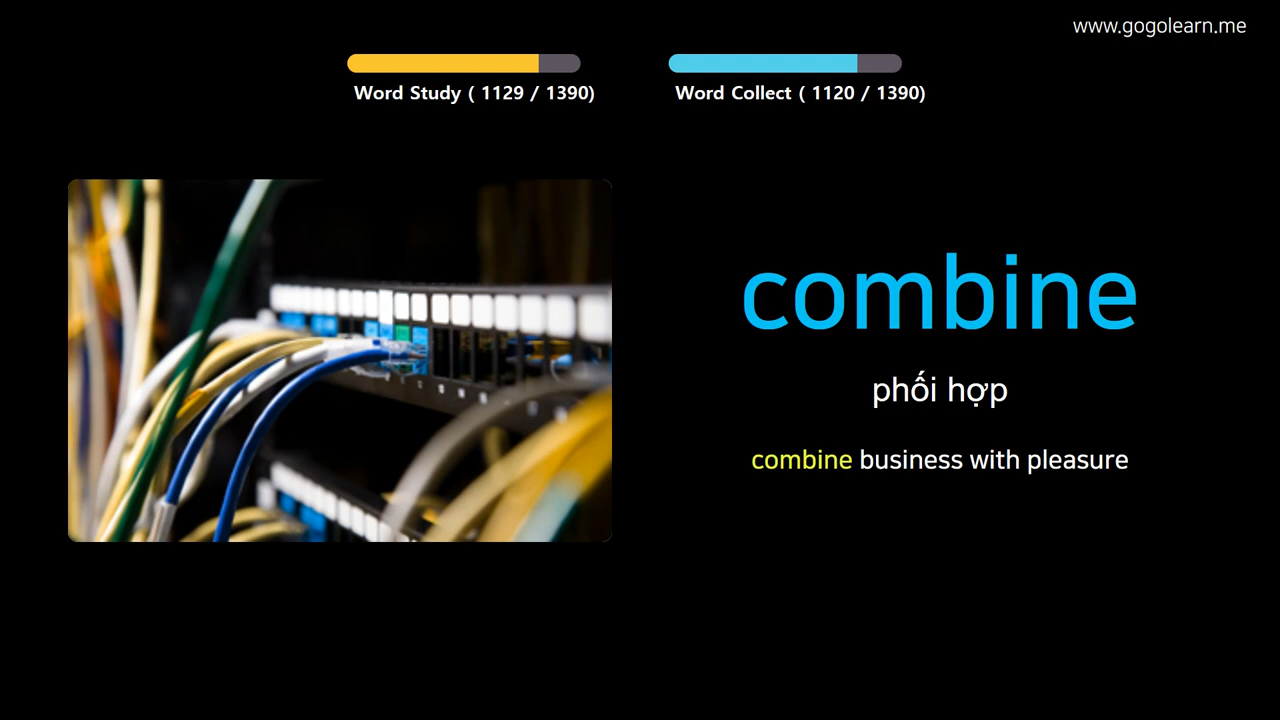 www.gogolearn.me
Word Study ( 1129 / 1390)
Word Collect ( 1120 / 1390)
combine
phối hợp
combine business with pleasure